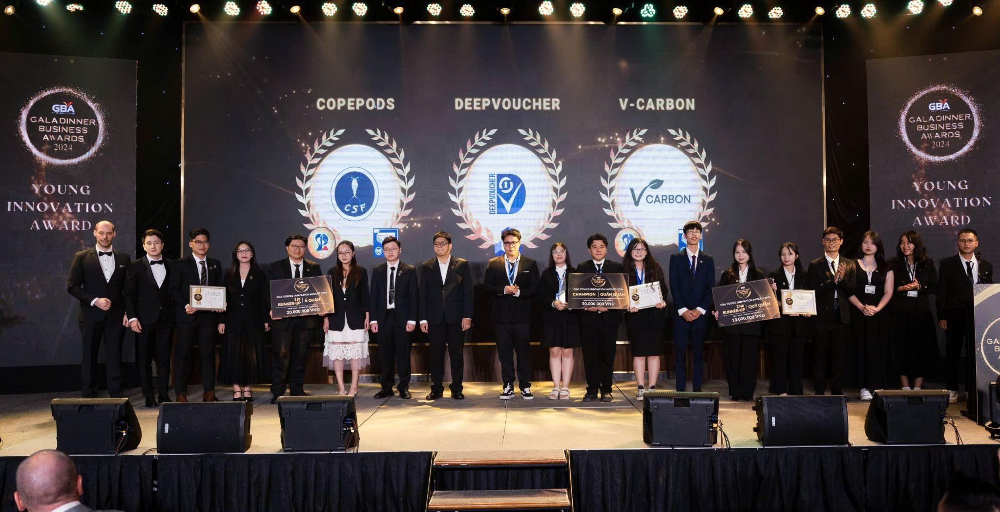 GBA
GALA DINNER
BUSINESS
AWARDS
2024
YOUNG
INNOVATION
AWARD
COPEPODS
DEEPVOUCHER
V-CARBON
CSF
DEEPVOUCHER
V CARBON
GBA
GALA DINNER
BUSINESS
AWARDS
2024
YOUNG
INNOVATION
AWARD
CERTIFICATE
GBA YOUNG INNVATION AWARD 2024
1ST
RUNNER-UP | Á QUÂN
20.000.000 VND
GBA YOUNG INNVATION AWARD 2024
CHAMPION | QUÁN QUÂN
50.000.000 VND
GBA YOUNG INNVATION AWARD 2024
2ND
RUNNER-UP | QUÝ QUÂN
10.000.000 VND
CERTIFICATE